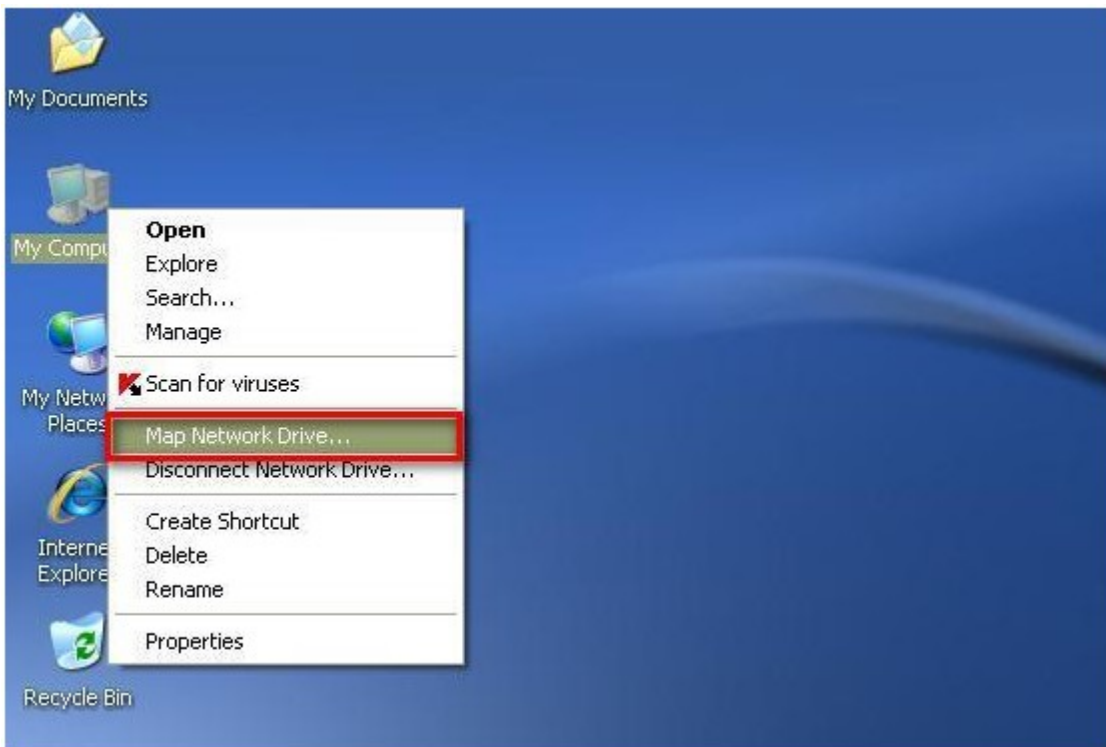 My Documents
My Compu
My Netw
Places
Interne
Explore
Recycle Bin
Open
Explore
Search...
Manage
Scan for viruses
Map Network Drive...
Disconnect Network Drive...
Create Shortcut
Delete
Rename
Properties